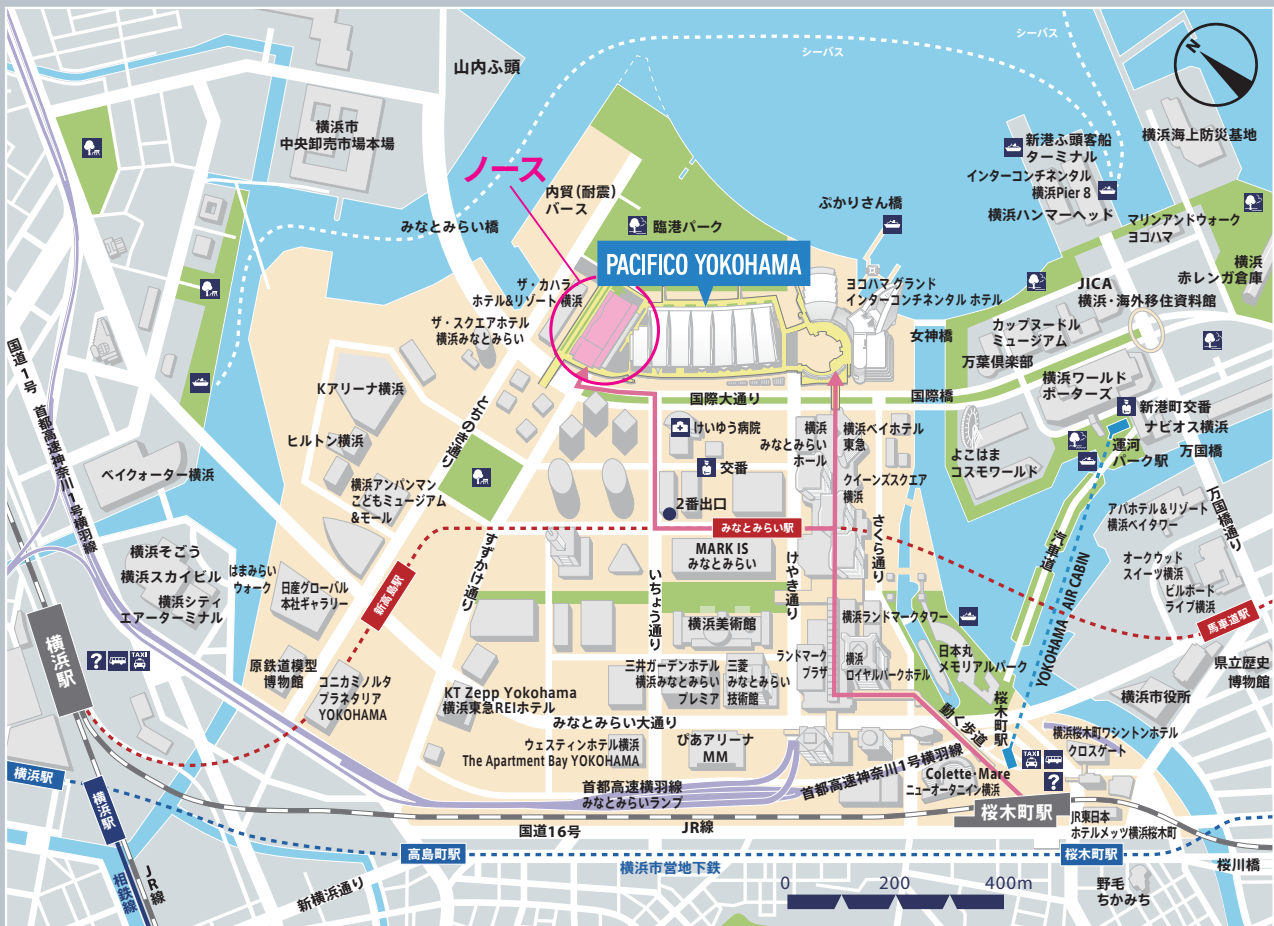 シーバス
シーバス
N
山内ふ頭
横浜市
中央卸売市場本場
新港ふ頭客船
ターミナル
横浜海上防災基地
ノース
インターコンチネンタル
横浜Pier 8
内貿(耐震)
バース
ぷかりさん橋
横浜ハンマーヘッド
マリンアンドウォーク
ヨコハマ
みなとみらい橋
臨港パーク
PACIFICO YOKOHAMA
横浜
赤レンガ倉庫
ザ・カハラ
ホテル&リゾート 横浜
ヨコハマ グランド
インターコンチネンタル ホテル
JICA
横浜・海外移住資料館
ザ・スクエアホテル
横浜みなとみらい
女神橋
カップヌードル
ミュージアム
万葉倶楽部
国道1号
首都高速神奈川1号横羽線
Kアリーナ横浜
とちのき通り
国際大通り
国際橋
横浜ワールド
ポーターズ
新港町交番
ナビオス横浜
ヒルトン横浜
けいゆう病院
横浜
みなとみらい
ホール
横浜ベイホテル
東急
よこはま
コスモワールド
運河
パーク駅
万国橋
ベイクォーター横浜
交番
横浜アンパンマン
こどもミュージアム
&モール
クイーンズスクエア
横浜
2番出口
みなとみらい駅
アパホテル&リゾート
横浜ベイタワー
万国橋通り
横浜そごう
横浜スカイビル
横浜シティ
エアーターミナル
はまみらい
ウォーク
日産グローバル
本社ギャラリー
新高島駅
すずかけ通り
MARK IS
みなとみらい
けやき通り
さくら通り
汽車道
YOKOHAMA AIR CABIN
オークウッド
スイーツ横浜
ビルボード
ライブ横浜
いちょう通り
横浜美術館
横浜ランドマークタワー
馬車道駅
横浜駅
?
TAXI
原鉄道模型
博物館
コニカミノルタ
プラネタリア
YOKOHAMA
三井ガーデンホテル
横浜みなとみらい
プレミア
三菱
みなとみらい
技術館
ランドマーク
プラザ
横浜
ロイヤルパークホテル
日本丸
メモリアルパーク
県立歴史
博物館
横浜市役所
KT Zepp Yokohama
横浜東急REIホテル
みなとみらい大通り
動く歩道
桜木町駅
横浜桜木町ワシントンホテル
クロスゲート
ウェスティンホテル横浜
The Apartment Bay YOKOHAMA
ぴあアリーナ
MM
TAXI
?
横浜駅
横浜駅
首都高速横羽線
みなとみらいランプ
首都高速神奈川1号横羽線
Colette・Mare
ニューオータニイン横浜
桜木町駅
JR東日本
ホテルメッツ横浜桜木町
国道16号
JR線
高島町駅
横浜市営地下鉄
桜木町駅
桜川橋
相鉄線
JR線
新横浜通り
0 200 400m
野毛
ちかみち